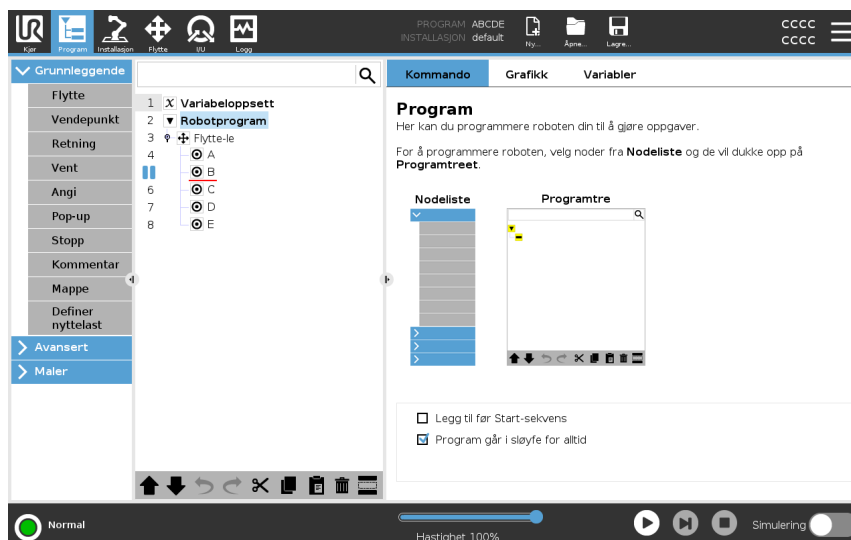 PROGRAM ABCDE
INSTALLASJON default
CCCC
CCCC
Kjør
Program
Installasjon
Flytte
I/U
Logg
Ny...
Åpne...
Lagre...
Grunnleggende
Flytte
Vendepunkt
Retning
Vent
Angi
Pop-up
Stopp
Kommentar
Mappe
Definer
nyttelast
Avansert
Maler
1 X Variabeloppsett
2 Robotprogram
3 Flytte-le
4 A
B
6 C
7 D
8 E
Kommando Grafikk Variabler
Program
Her kan du programmere roboten din til å gjøre oppgaver.
For å programmere roboten, velg noder fra Nodeliste og de vil dukke opp på
Programtreet.
Nodeliste Programtre
Legg til før Start-sekvens
Program går i sløyfe for alltid
Normal
Hastighet 100%
Simulering